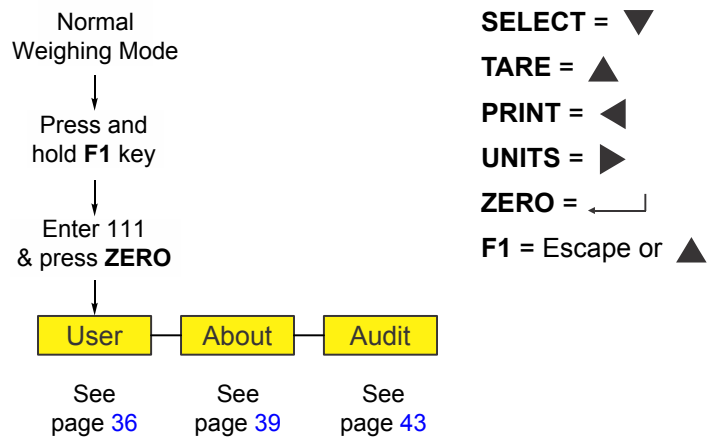 Normal
Weighing Mode
Press and
hold F1 key
Enter 111
& press ZERO
User
About
Audit
See
page 36
See
page 39
See
page 43
SELECT =
TARE =
PRINT =
UNITS =
ZERO =
F1 = Escape or